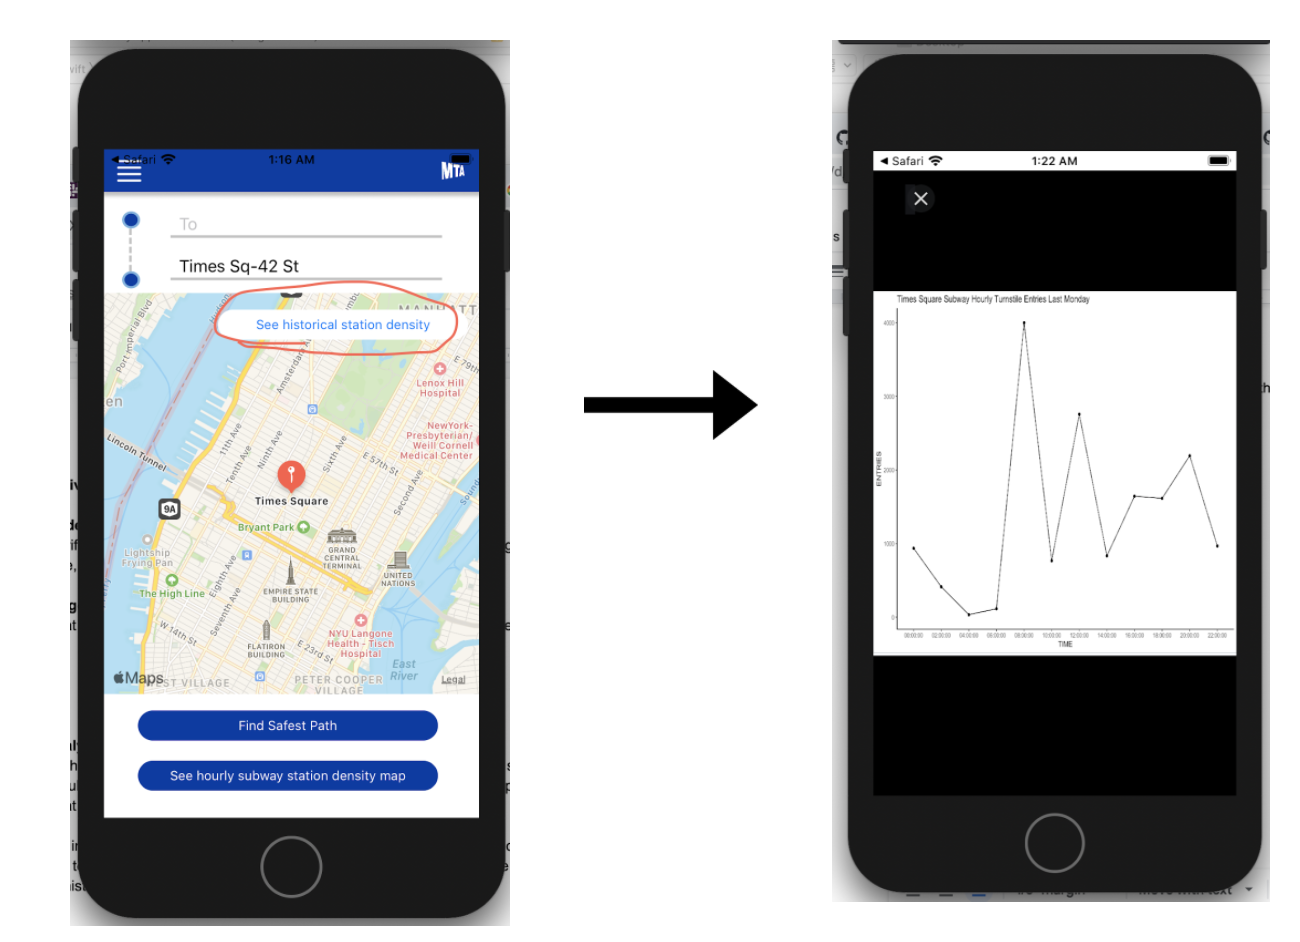 Safari
1:16 AM
MTA
To
Times Sq-42 St
See historical station density
MANHATT
Port Imperial Blvd
Amsterdam
E 79th
Lenox Hill
Hospital
NewYork-
Presbyterian/
Weill Cornell
Medical Center
Lincoln Tunnel
11th Ave
Tenth Ave
Ninth Ave
Sixth Ave
E 57th St
Second Ave
Times Square
9A
Bryant Park
GRAND
CENTRAL
TERMINAL
Lightship
Frying Pan
UNITED
NATIONS
The High Line
Eighth Ave
EMPIRE STATE
BUILDING
Seventh Ave
W 14th St
FLATIRON
BUILDING
E 23rd St
NYU Langone
Health - Tisch
Hospital
East
River
Maps
EST VILLAGE
PETER COOPER
VILLAGE
Legal
Find Safest Path
See hourly subway station density map
Safari
1:22 AM
Times Square Subway Hourly Turnstile Entries Last Monday
4000
3000
ENTRIES
2000
1000
0
00:00:00 02:00:00 04:00:00 06:00:00 08:00:00 10:00:00 12:00:00 14:00:00 16:00:00 18:00:00 20:00:00 22:00:00
TIME